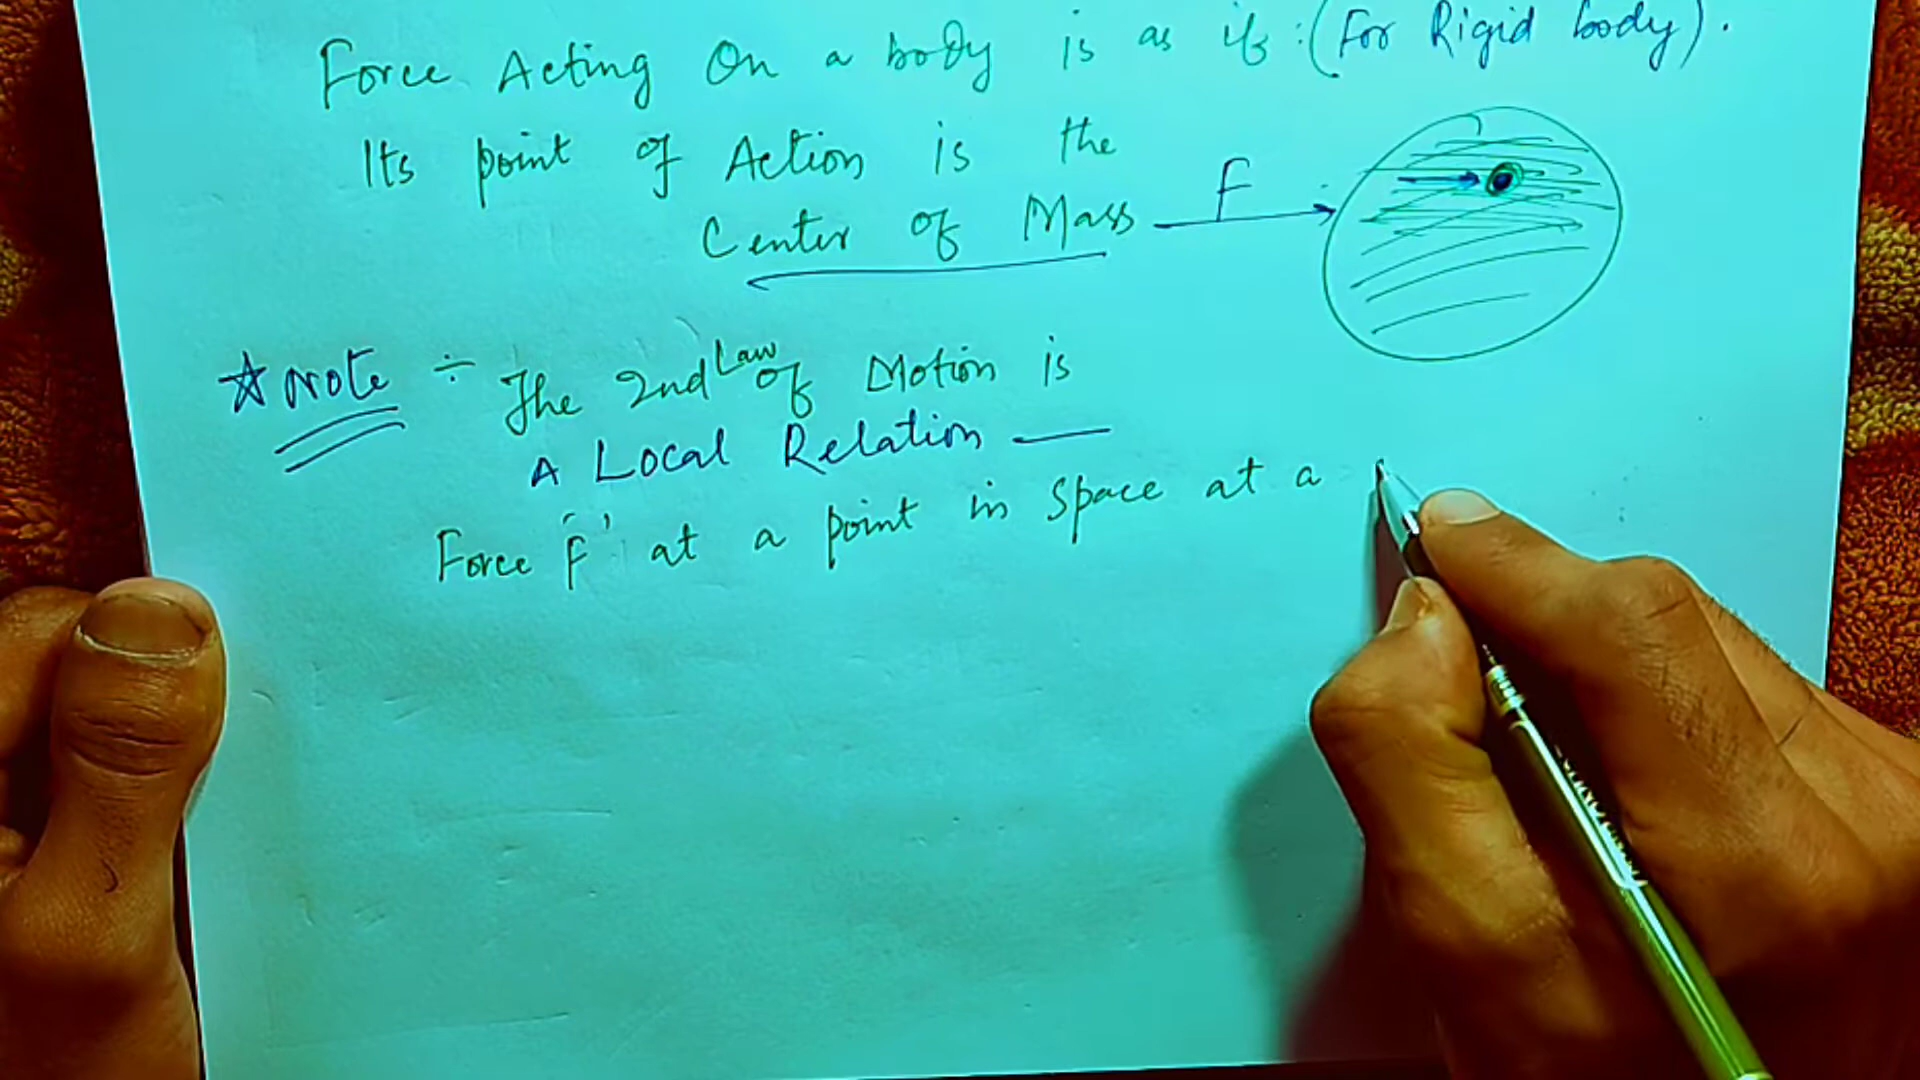 Force Acting On a body is as if :(For Rigid body).
Its point of Action is the
Center of Mass
F
☆ Note ÷ The 2nd Law of Motion is
A Local Relation —
Force 'F' at a point in space at a